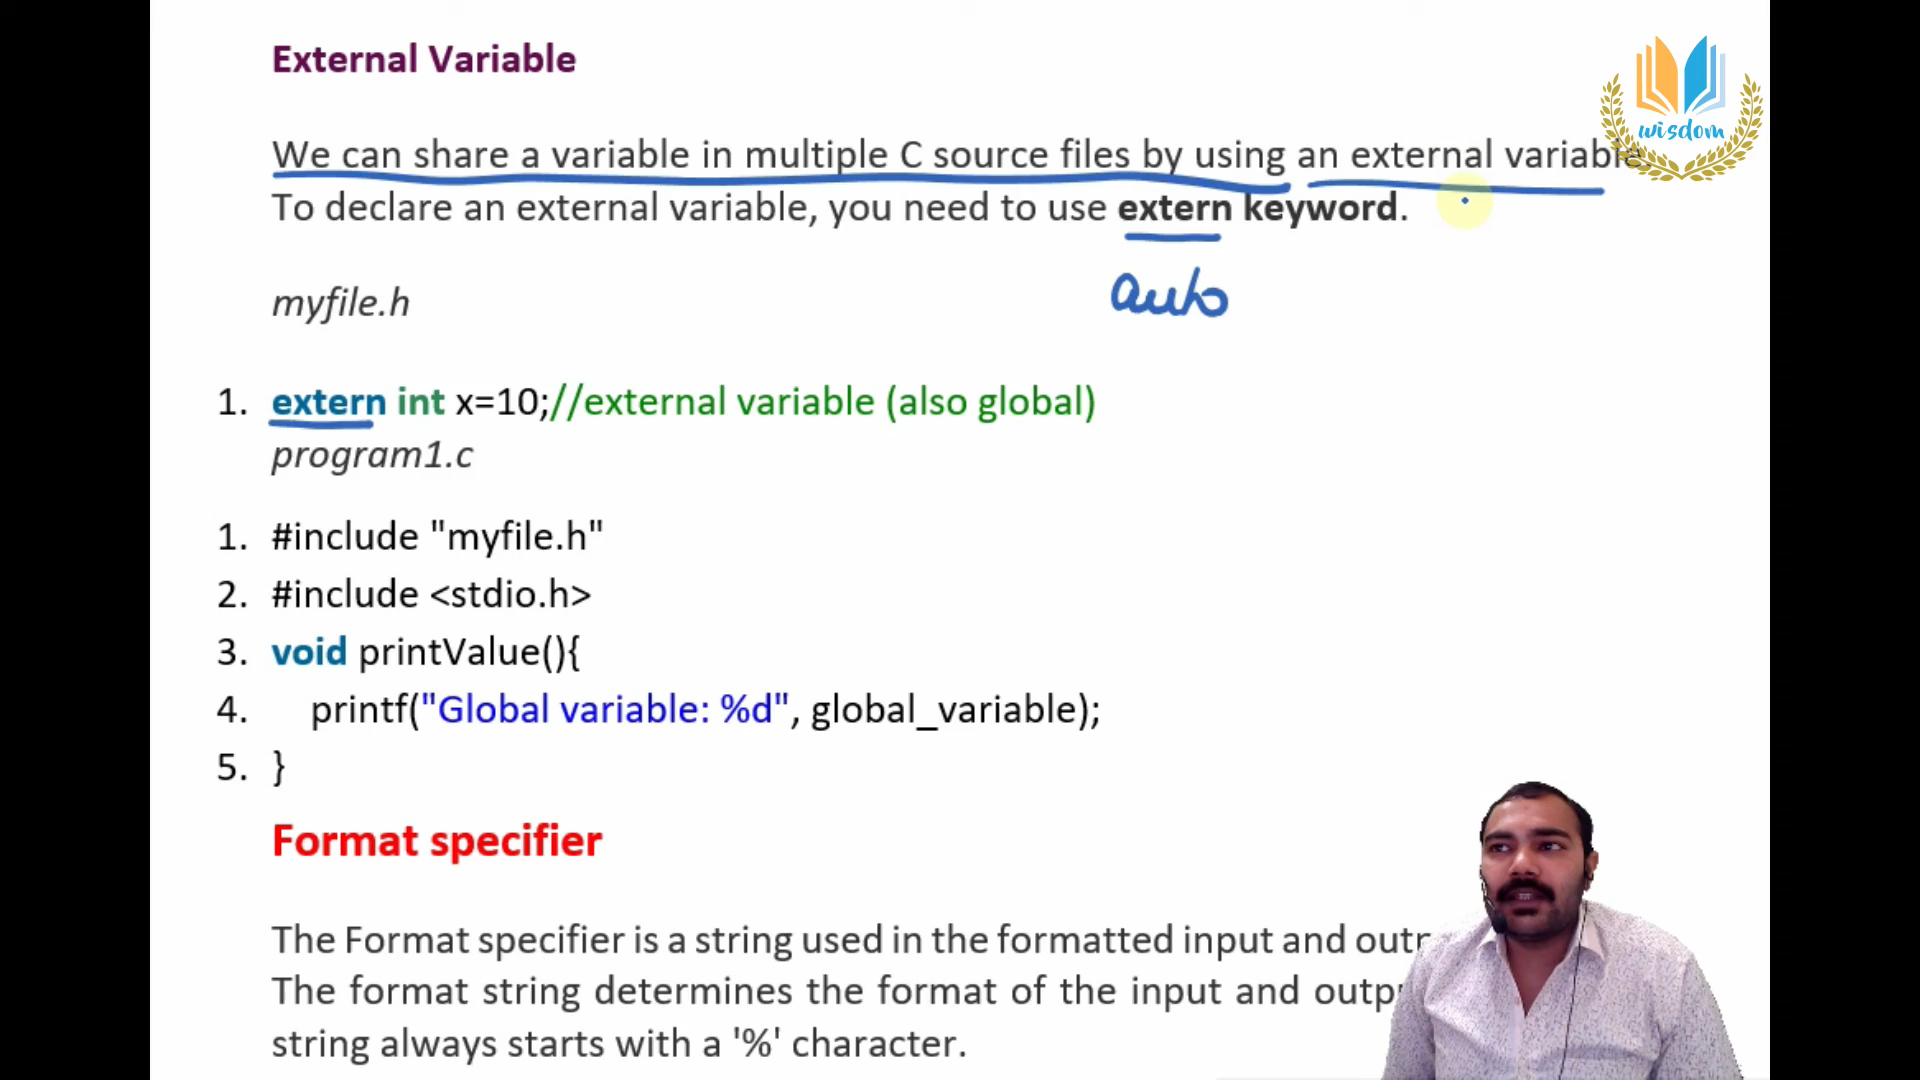 External Variable
wisdom
We can share a variable in multiple C source files by using an external variable.
To declare an external variable, you need to use extern keyword.
auto
myfile.h
1. extern int x=10;//external variable (also global)
program1.c
1. #include "myfile.h"
2. #include <stdio.h>
3. void printValue(){
4. printf("Global variable: %d", global_variable);
5. }
Format specifier
The Format specifier is a string used in the formatted input and
The format string determines the format of the input and
string always starts with a '%' character.